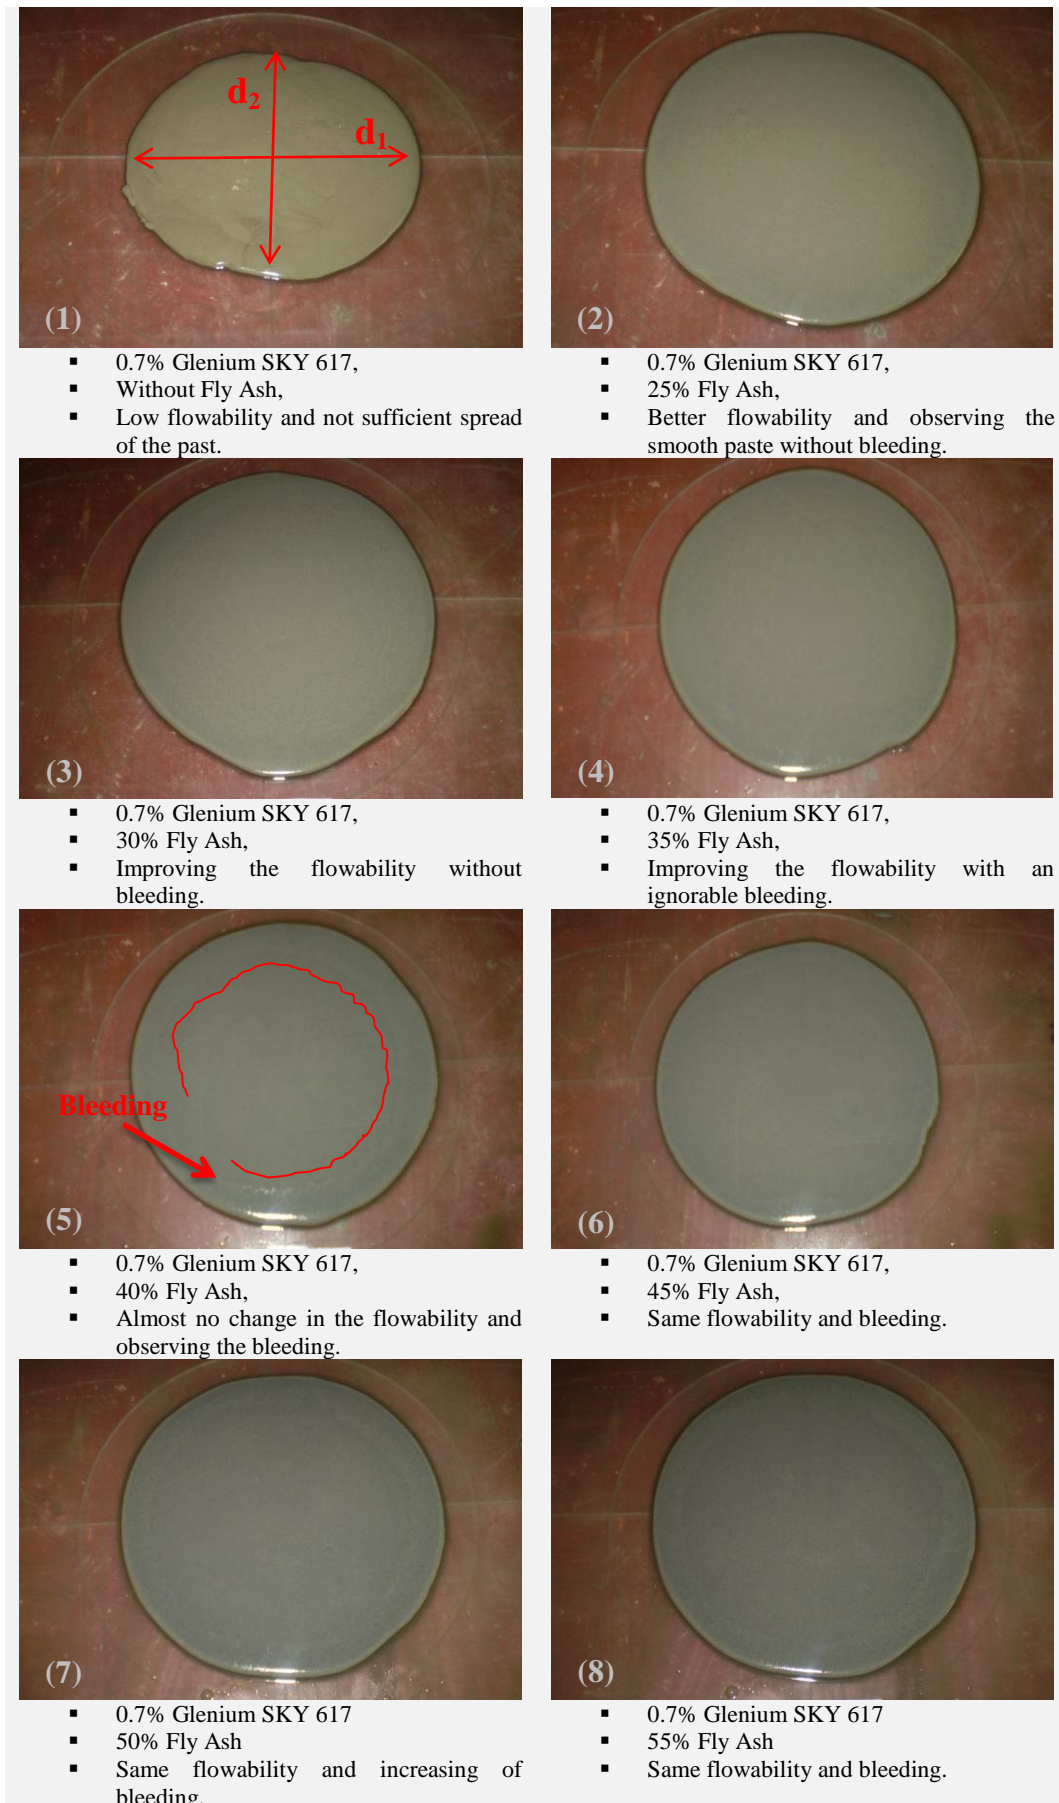 d2
d1
(1)
(2)
▪ 0.7% Glenium SKY 617,
▪ Without Fly Ash,
▪ Low flowability and not sufficient spread
of the past.
▪ 0.7% Glenium SKY 617,
▪ 25% Fly Ash,
▪ Better flowability and observing the
smooth paste without bleeding.
(3)
(4)
▪ 0.7% Glenium SKY 617,
▪ 30% Fly Ash,
▪ Improving the flowability without
bleeding.
▪ 0.7% Glenium SKY 617,
▪ 35% Fly Ash,
▪ Improving the flowability with an
ignorable bleeding.
Bleeding
(5)
(6)
▪ 0.7% Glenium SKY 617,
▪ 40% Fly Ash,
▪ Almost no change in the flowability and
observing the bleeding.
▪ 0.7% Glenium SKY 617,
▪ 45% Fly Ash,
▪ Same flowability and bleeding.
(7)
(8)
▪ 0.7% Glenium SKY 617
▪ 50% Fly Ash
▪ Same flowability and increasing of
bleeding.
▪ 0.7% Glenium SKY 617
▪ 55% Fly Ash
▪ Same flowability and bleeding.